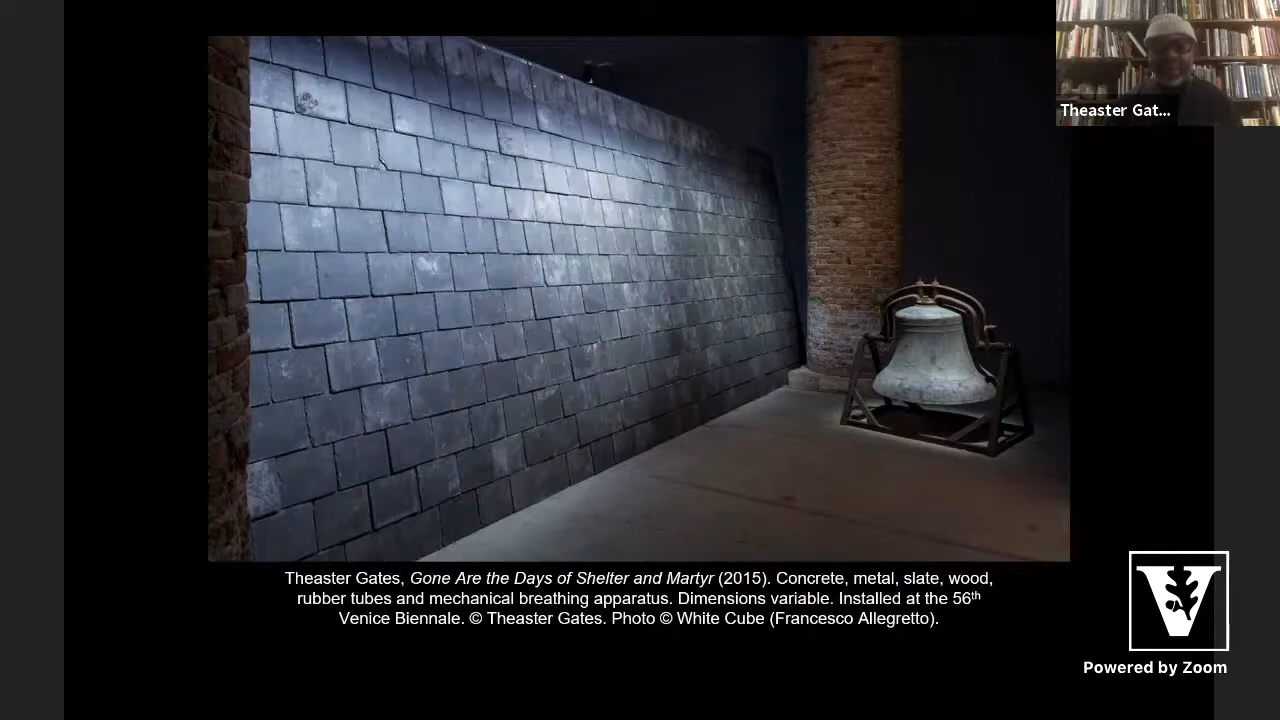 Theaster Gat...
Theaster Gates, Gone Are the Days of Shelter and Martyr (2015). Concrete, metal, slate, wood,
rubber tubes and mechanical breathing apparatus. Dimensions variable. Installed at the 56th
Venice Biennale. © Theaster Gates. Photo © White Cube (Francesco Allegretto).
V
Powered by Zoom